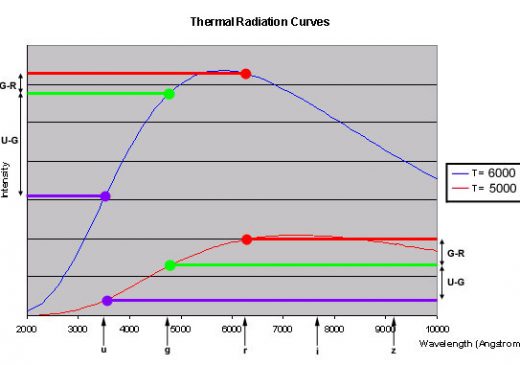 Thermal Radiation Curves
G-R
U-G
Intensity
T= 6000
T= 5000
G-R
U-G
2000 3000 4000 5000 6000 7000 8000 9000 10000
u g r i z
Wavelength (Angstrom